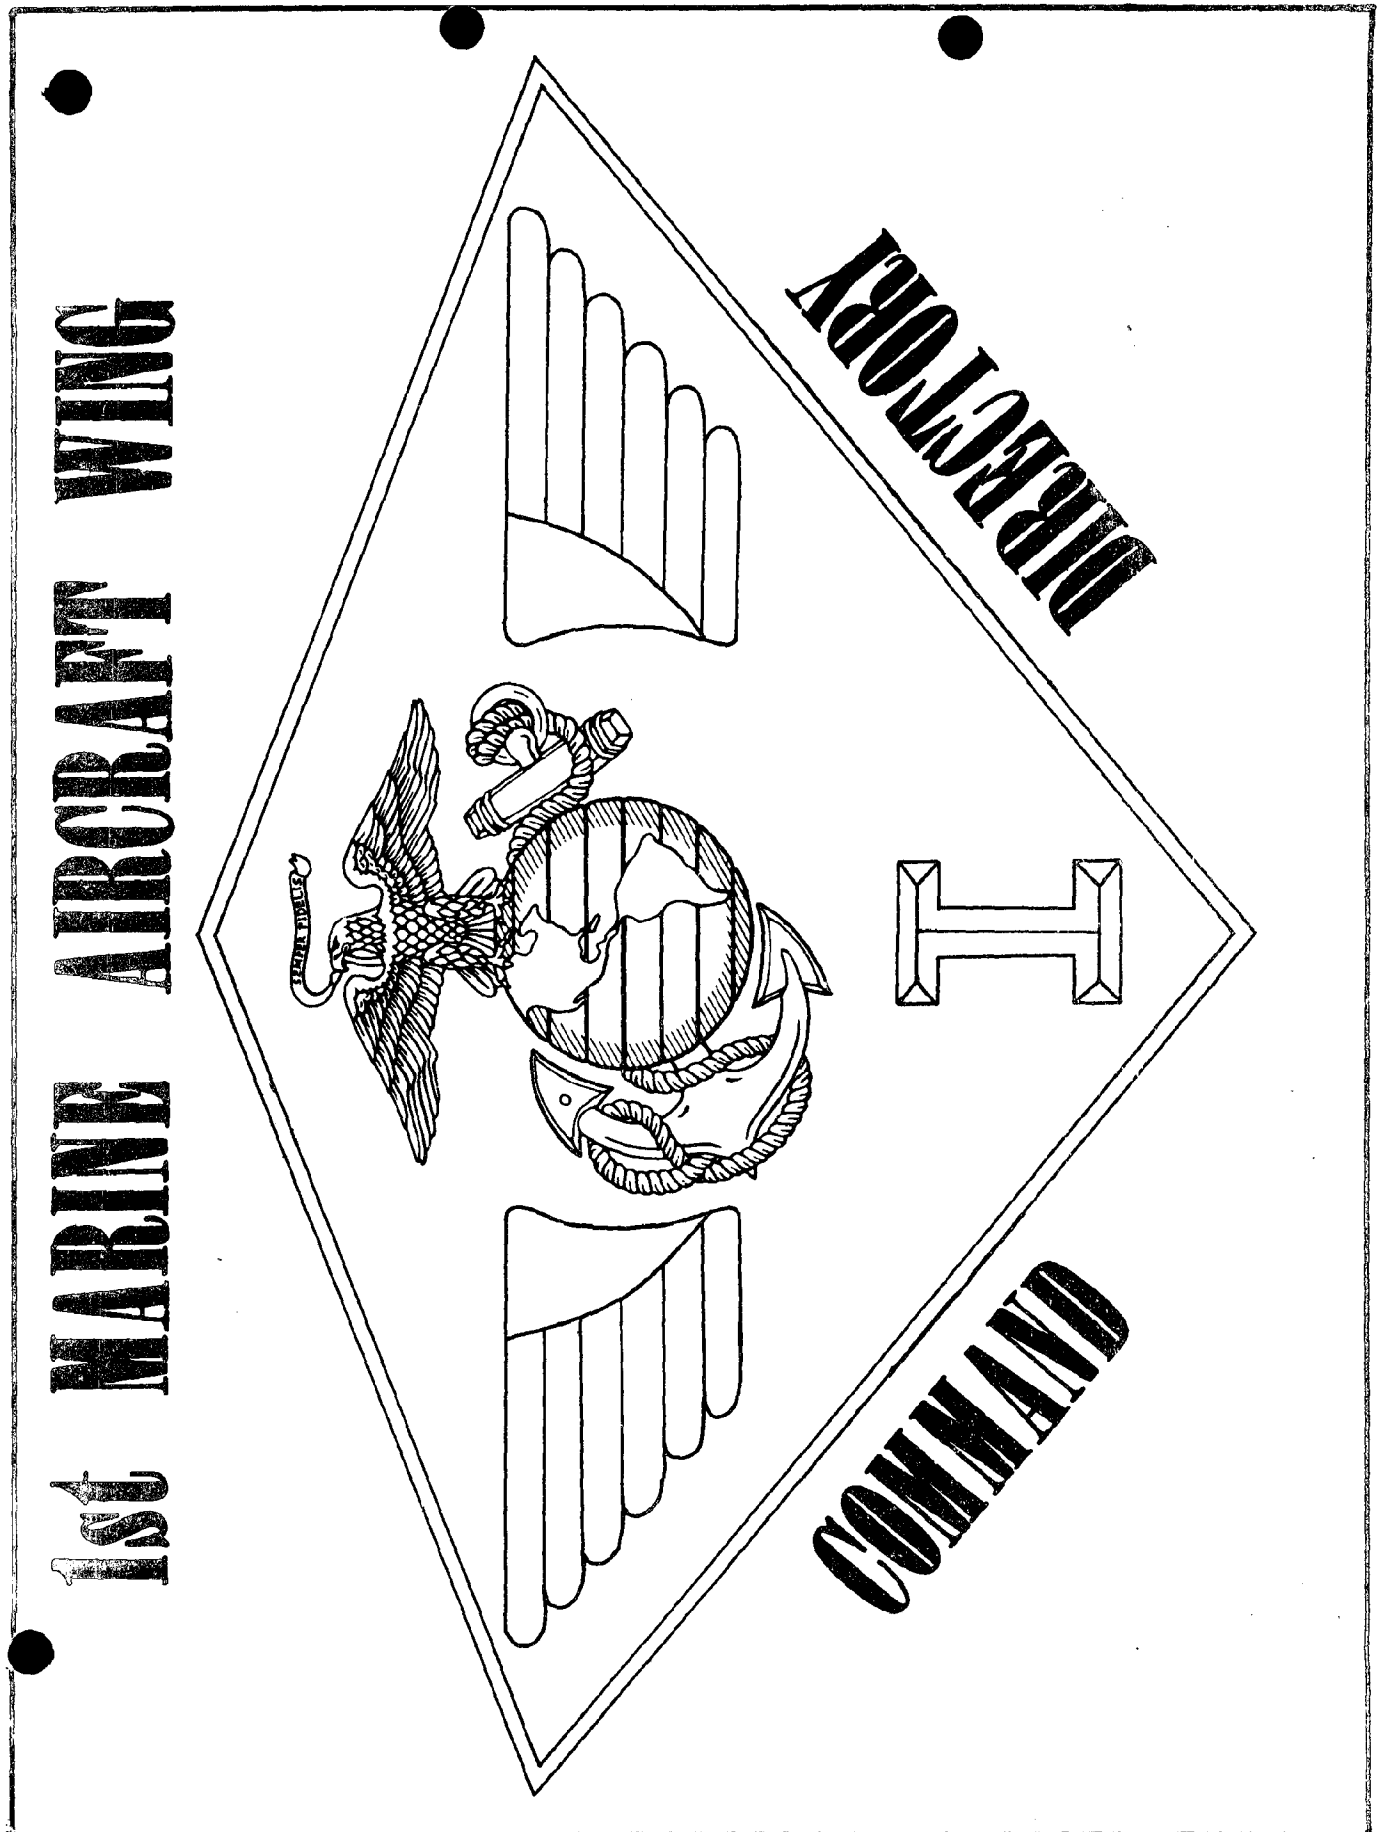 1st MARINE AIRCRAFT WING
SEMPER FIDELIS
I
COMMAND
DIRECTORY